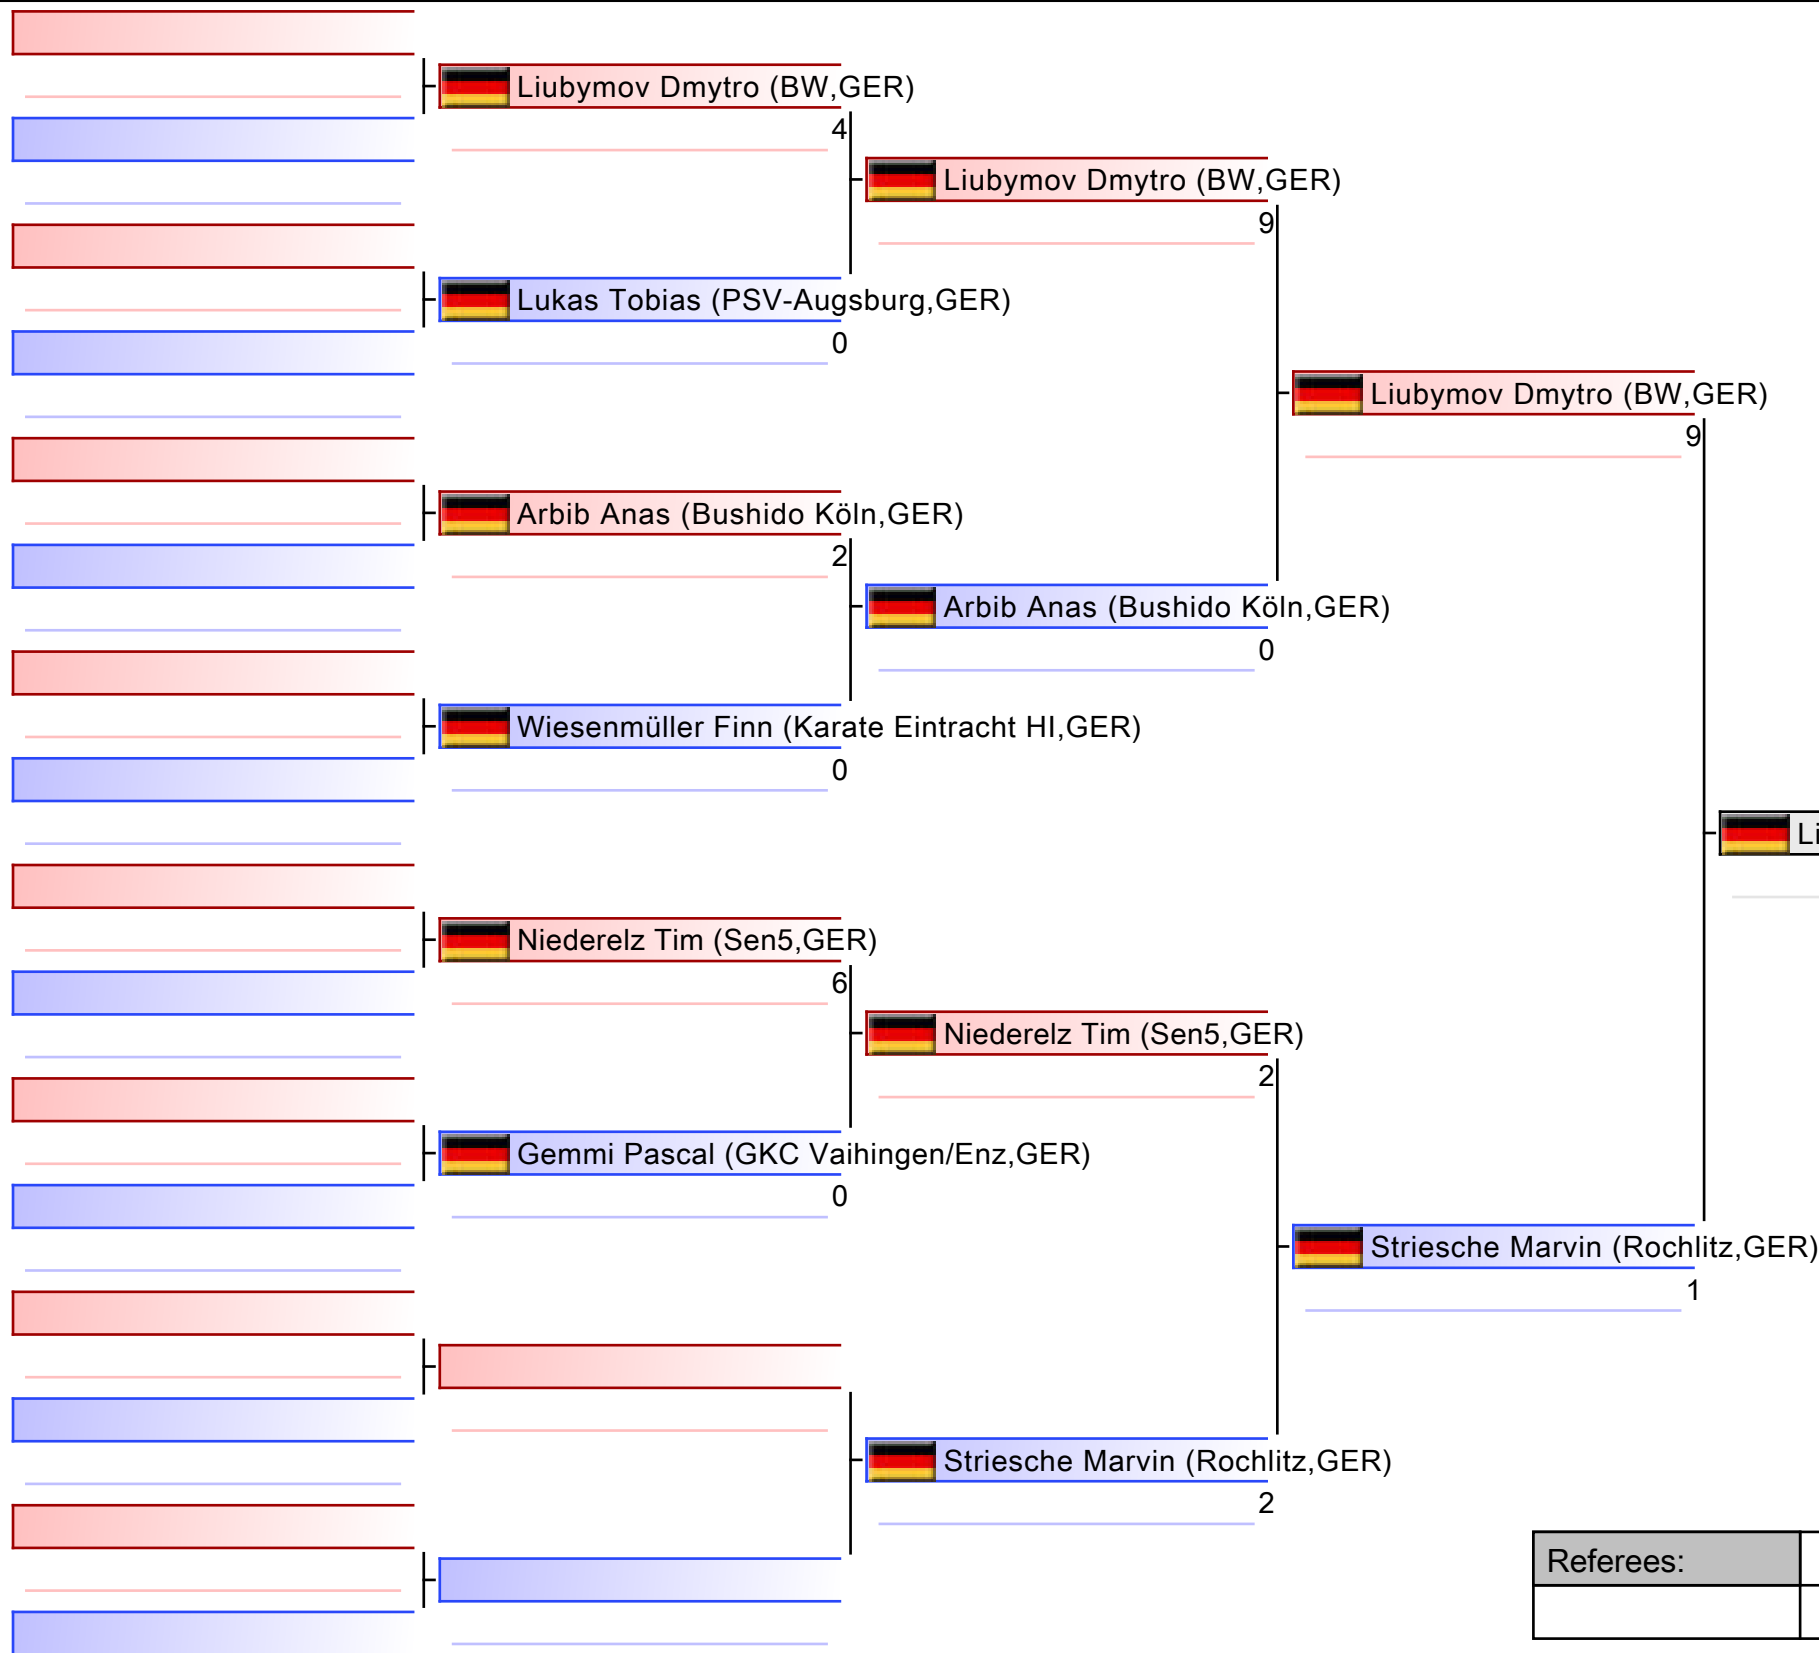 Liubymov Dmytro (BW,GER)
4
Liubymov Dmytro (BW,GER)
9
Lukas Tobias (PSV-Augsburg,GER)
0
Liubymov Dmytro (BW,GER)
9
Arbib Anas (Bushido Köln,GER)
2
Arbib Anas (Bushido Köln,GER)
0
Wiesenmüller Finn (Karate Eintracht HI,GER)
0
Li
Niederelz Tim (Sen5,GER)
6
Niederelz Tim (Sen5,GER)
2
Gemmi Pascal (GKC Vaihingen/Enz,GER)
0
Striesche Marvin (Rochlitz,GER)
1
Striesche Marvin (Rochlitz,GER)
2
Referees: